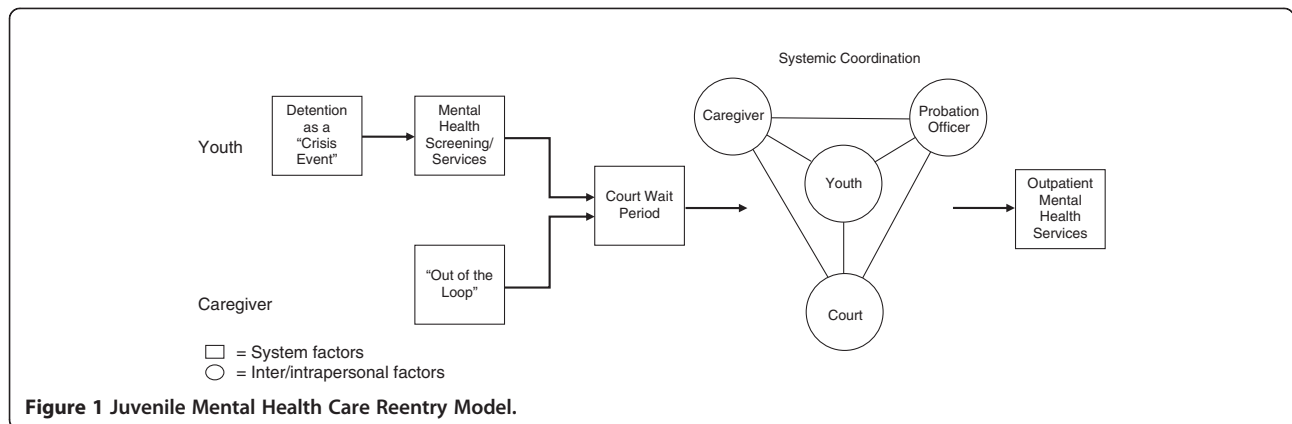 Systemic Coordination
Youth
Detention
as a
“Crisis
Event”
Mental
Health
Screening/
Services
Court Wait
Period
Caregiver
Probation
Officer
Youth
Court
Outpatient
Mental
Health
Services
Caregiver
“Out of the
Loop”
= System factors
= Inter/intrapersonal factors
Figure 1 Juvenile Mental Health Care Reentry Model.